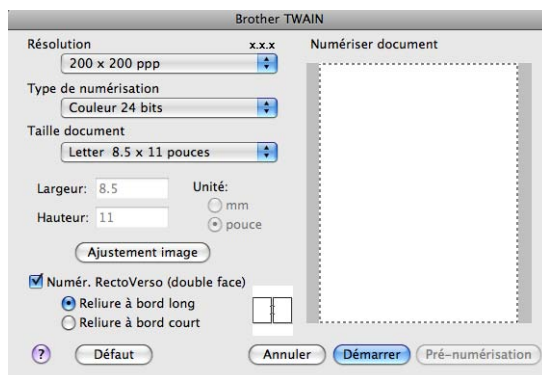 Brother TWAIN
Résolution
x.x.x
200 x 200 ppp
Type de numérisation
Couleur 24 bits
Taille document
Letter 8.5 x 11 pouces
Largeur: 8.5
Hauteur: 11
Unité:
mm
pouce
Ajustement image
Numér. RectoVerso (double face)
Reliure à bord long
Reliure à bord court
Numériser document
? Défaut Annuler Démarrer Pré-numérisation